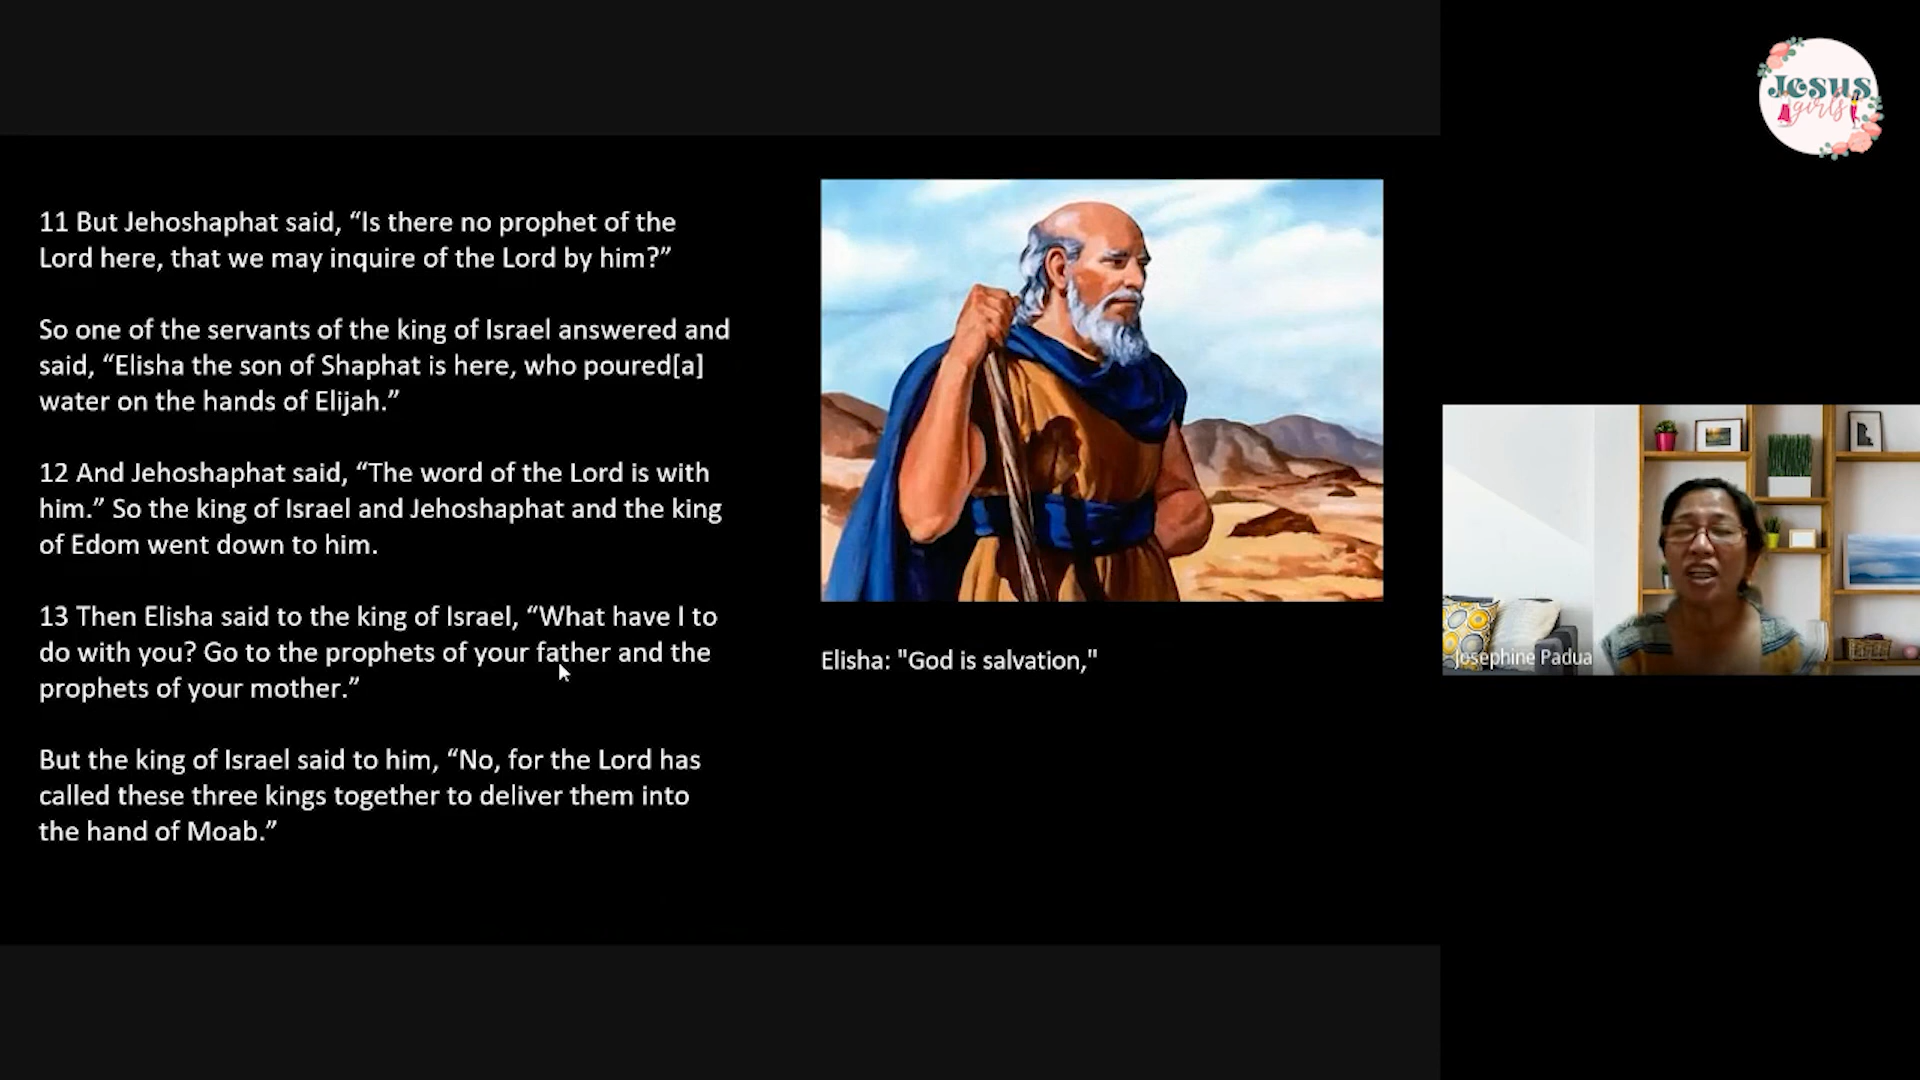 Jesus
girls
11 But Jehoshaphat said, “Is there no prophet of the
Lord here, that we may inquire of the Lord by him?”
So one of the servants of the king of Israel answered and
said, “Elisha the son of Shaphat is here, who poured[a]
water on the hands of Elijah.”
12 And Jehoshaphat said, “The word of the Lord is with
him.” So the king of Israel and Jehoshaphat and the king
of Edom went down to him.
13 Then Elisha said to the king of Israel, “What have I to
do with you? Go to the prophets of your father and the
prophets of your mother.”
But the king of Israel said to him, “No, for the Lord has
called these three kings together to deliver them into
the hand of Moab.”
Elisha: "God is salvation,"
Josephine Padua